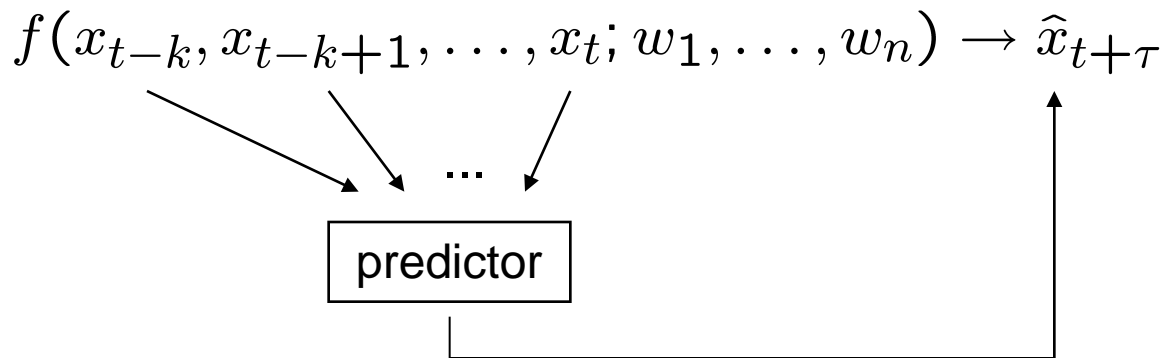 f(x_{t-k}, x_{t-k+1}, . . . , x_t; w_1, . . . , w_n) → x̂_{t+τ}
...
predictor